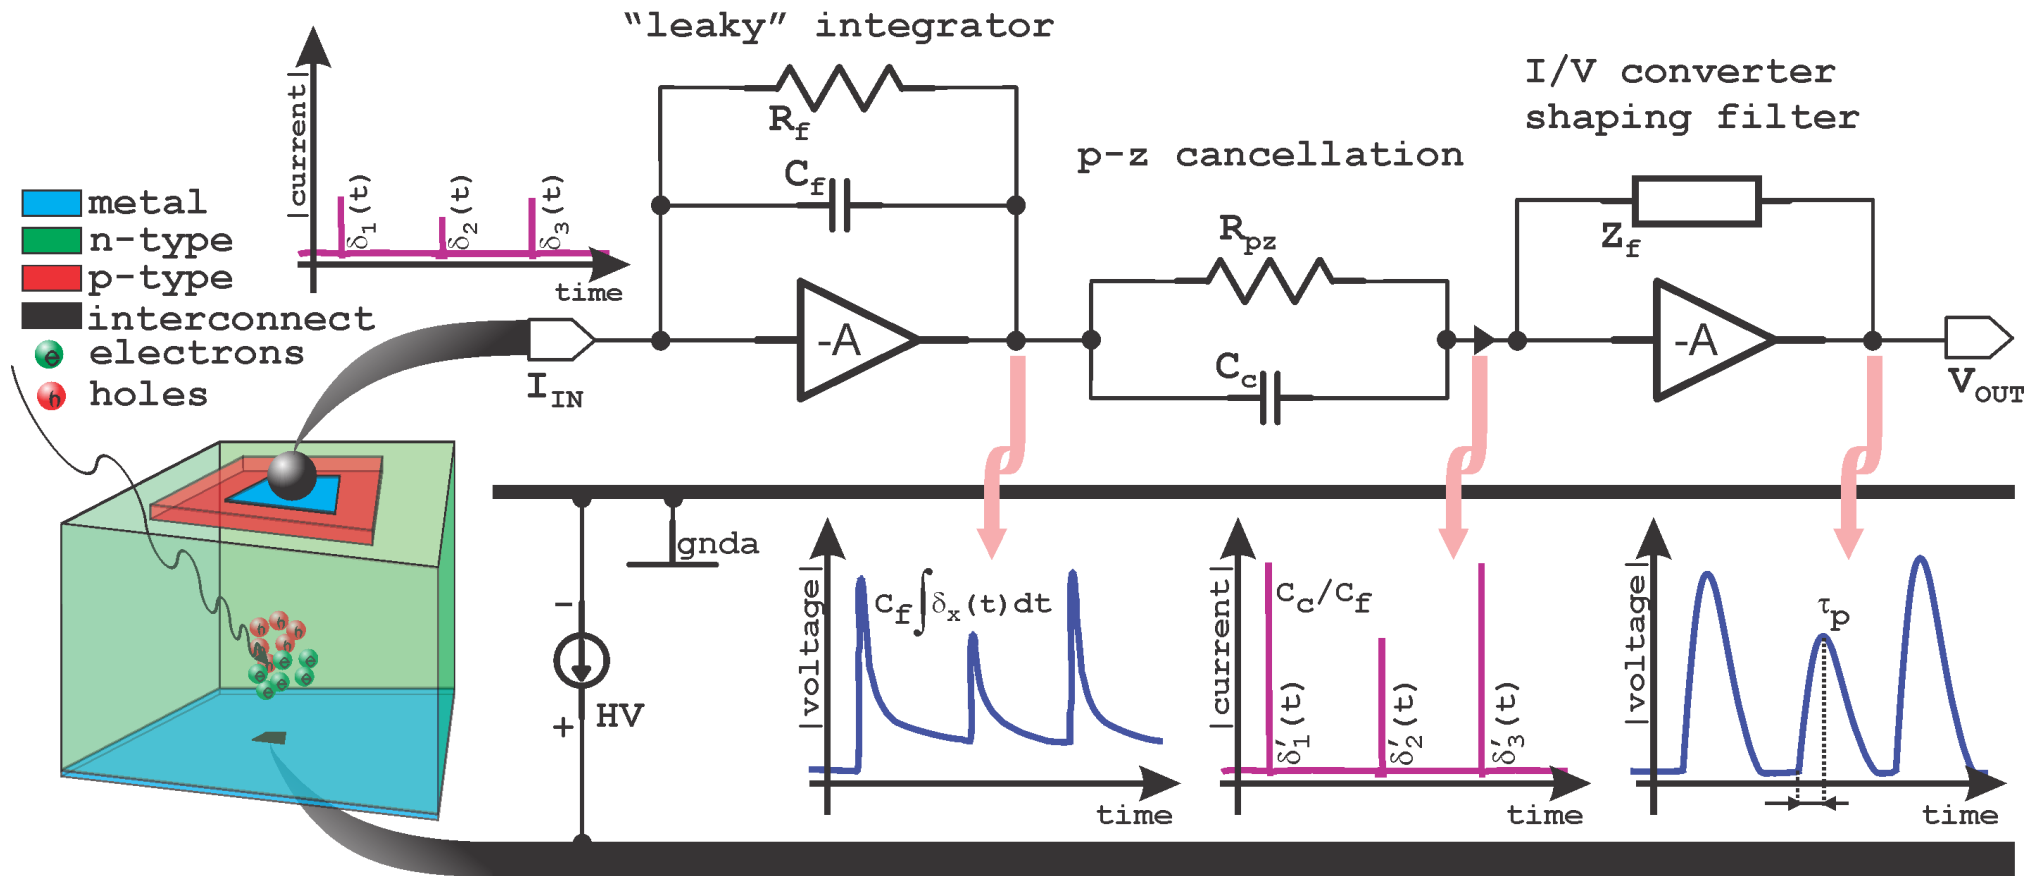 “leaky” integrator
I/V converter
shaping filter
p-z cancellation
|current|
δ1(t)
δ2(t)
δ3(t)
time
metal
n-type
p-type
interconnect
electrons
holes
e
h
Rf
Cf
-A
IIN
Rpz
Cc
Zf
-A
VOUT
gnda
-
+
HV
h
h
h
h
h
h
e
e
e
e
e
e
|voltage|
Cf∫δx(t)dt
time
|current|
Cc/Cf
δ′1(t)
δ′2(t)
δ′3(t)
time
|voltage|
τp
time